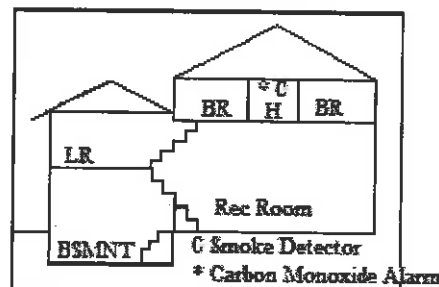 * C
BR H BR
LR
Rec Room
BSMNT
C Smoke Detector
* Carbon Monoxide Alarm